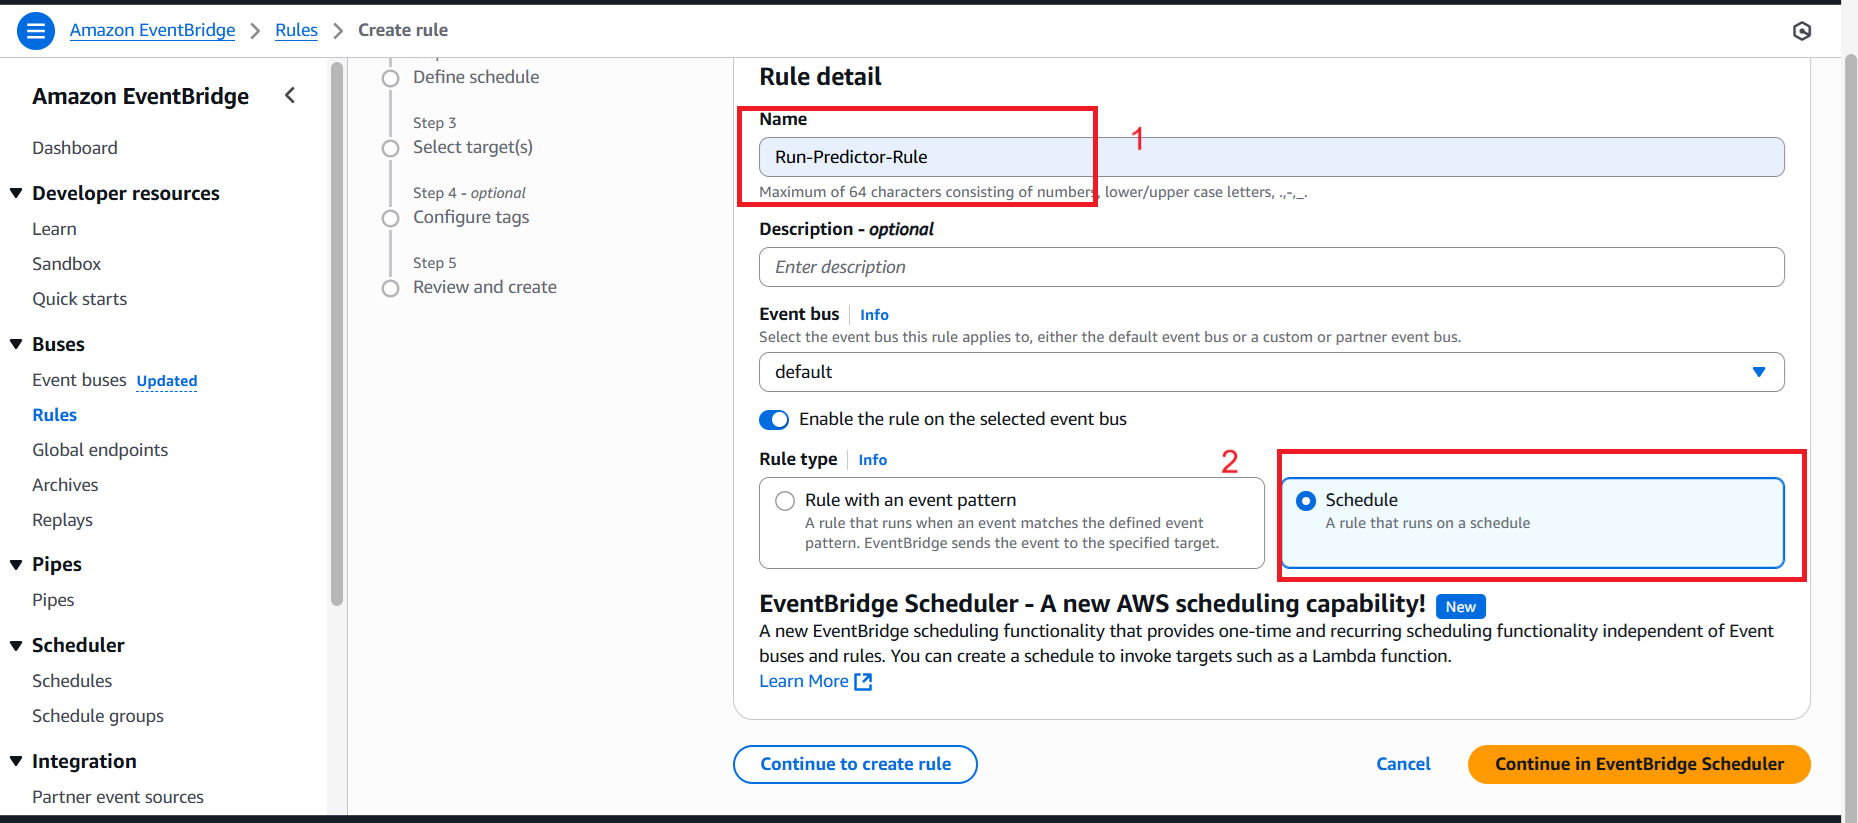 Amazon EventBridge > Rules > Create rule
Amazon EventBridge
Dashboard
Developer resources
Learn
Sandbox
Quick starts
Buses
Event buses Updated
Rules
Global endpoints
Archives
Replays
Pipes
Pipes
Scheduler
Schedules
Schedule groups
Integration
Partner event sources
Define schedule
Step 3
Select target(s)
Step 4 - optional
Configure tags
Step 5
Review and create
Rule detail
Name
1
Run-Predictor-Rule
Maximum of 64 characters consisting of numbers, lower/upper case letters, .,-,_.
Description - optional
Enter description
Event bus Info
Select the event bus this rule applies to, either the default event bus or a custom or partner event bus.
default
Enable the rule on the selected event bus
Rule type Info
2
Rule with an event pattern
A rule that runs when an event matches the defined event
pattern. EventBridge sends the event to the specified target.
Schedule
A rule that runs on a schedule
EventBridge Scheduler - A new AWS scheduling capability! New
A new EventBridge scheduling functionality that provides one-time and recurring scheduling functionality independent of Event
buses and rules. You can create a schedule to invoke targets such as a Lambda function.
Learn More
Continue to create rule
Cancel
Continue in EventBridge Scheduler